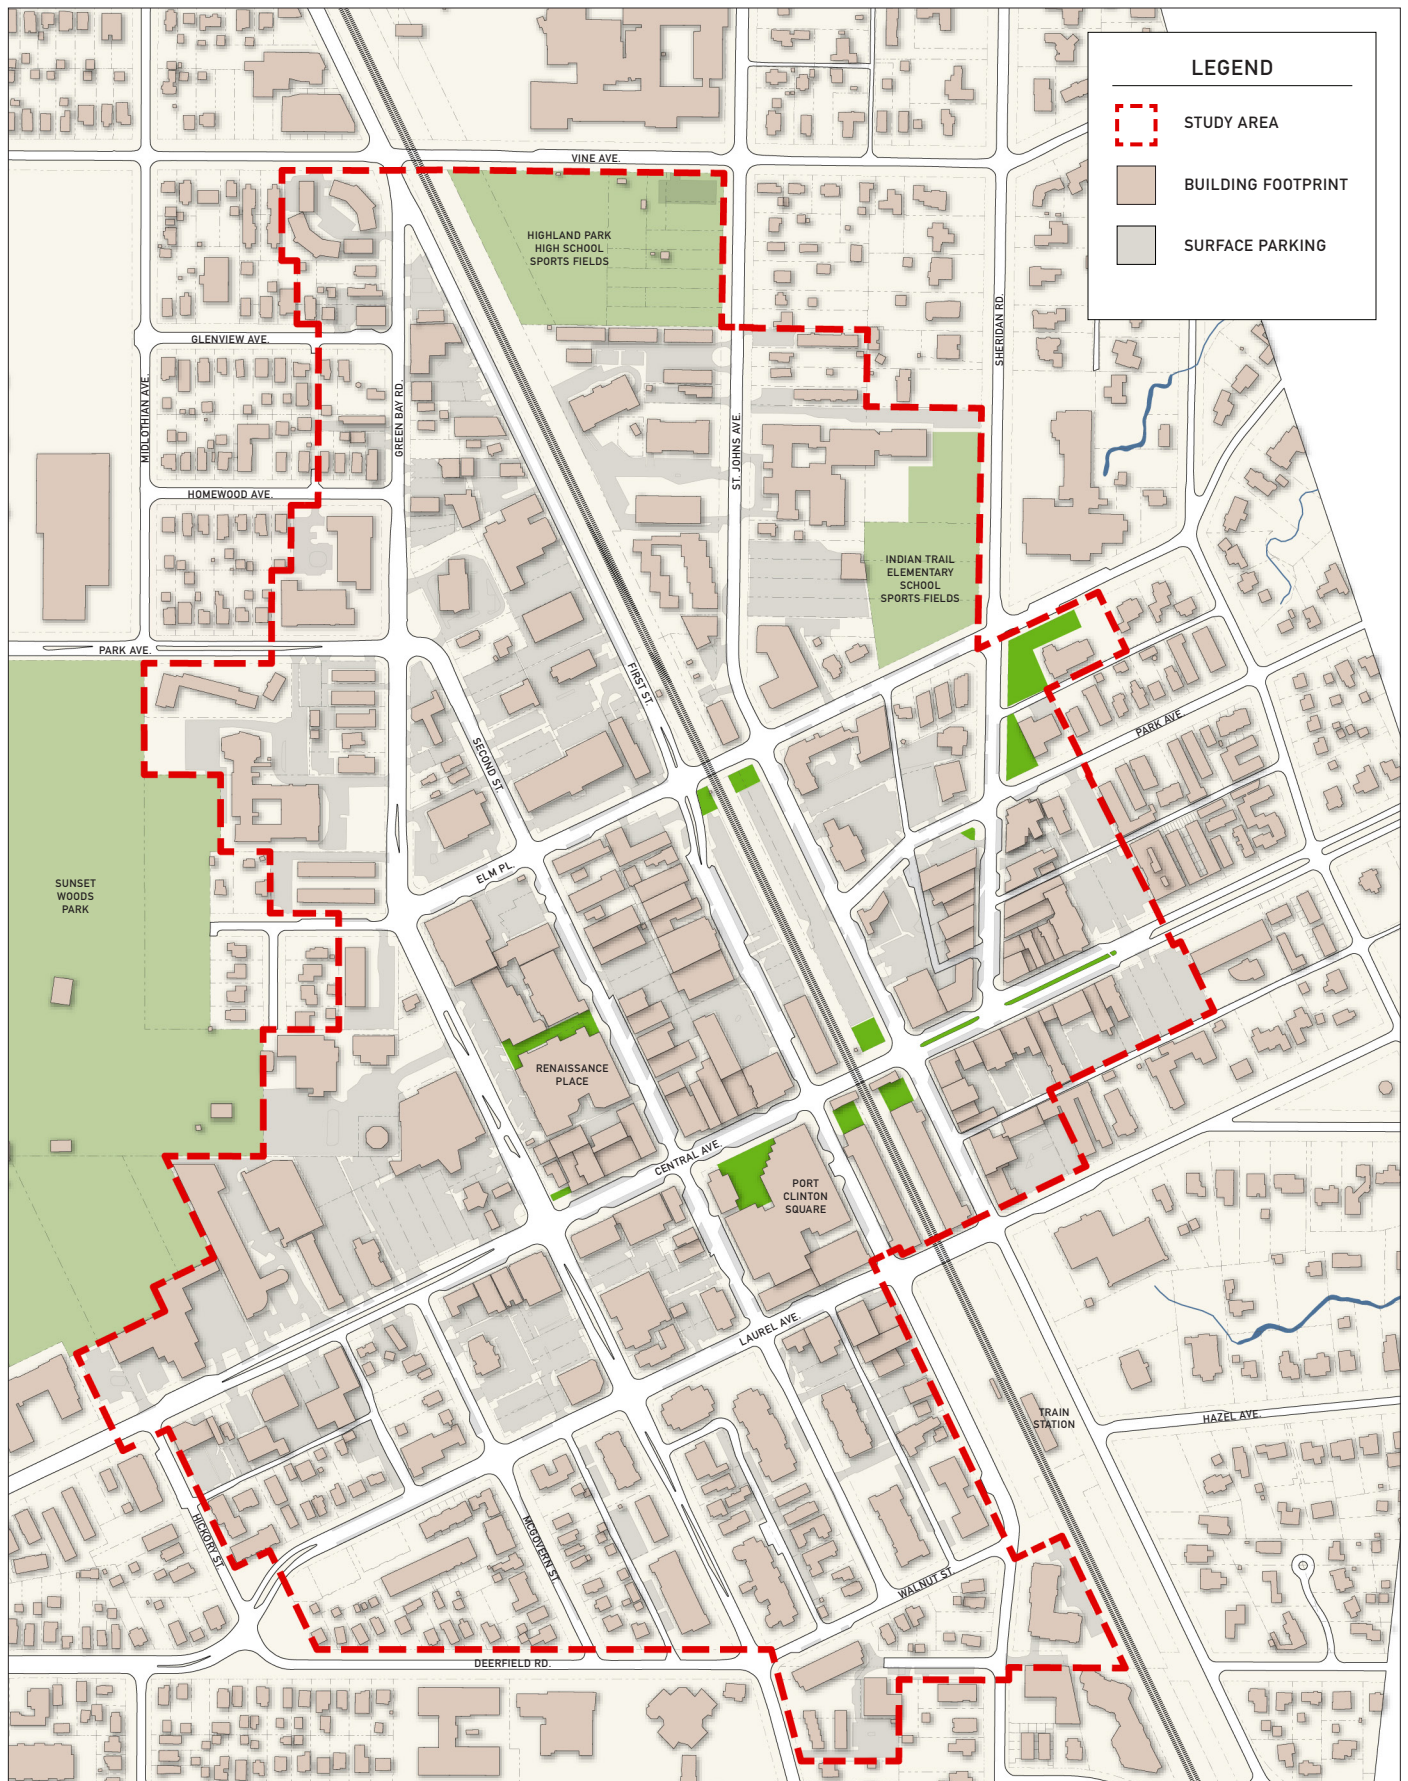 LEGEND
STUDY AREA
BUILDING FOOTPRINT
SURFACE PARKING
VINE AVE.
HIGHLAND PARK
HIGH SCHOOL
SPORTS FIELDS
GLENVIEW AVE.
SHERIDAN RD.
MIDLOTHIAN AVE.
GREEN BAY RD.
ST. JOHNS AVE.
HOMEWOOD AVE.
INDIAN TRAIL
ELEMENTARY
SCHOOL
SPORTS FIELDS
PARK AVE.
FIRST ST.
PARK AVE.
SECOND ST.
ELM PL.
SUNSET
WOODS
PARK
RENAISSANCE
PLACE
CENTRAL AVE.
PORT
CLINTON
SQUARE
LAUREL AVE.
TRAIN
STATION
HAZEL AVE.
HICKORY ST.
MCGOVERN ST.
WALNUT ST.
DEERFIELD RD.